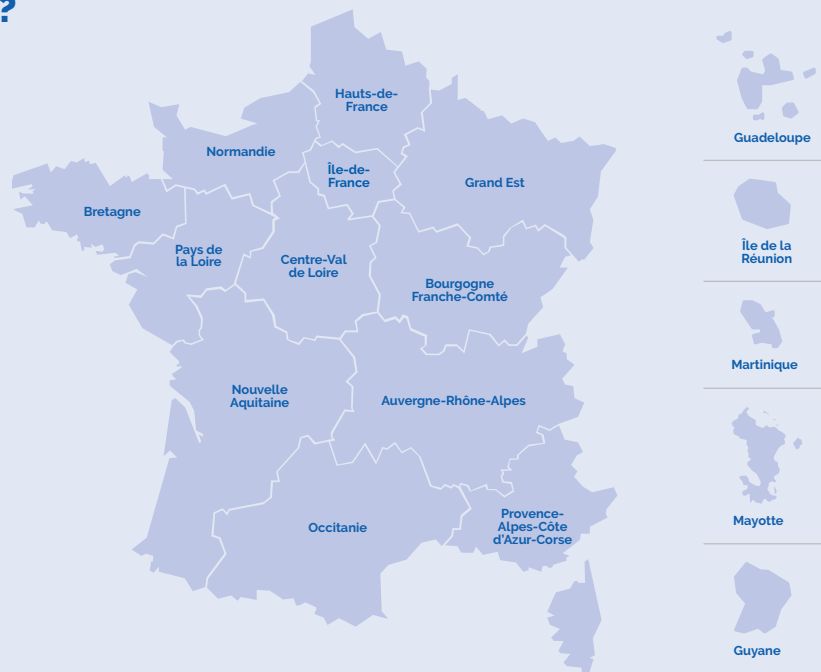 ?
Hauts-de-
France
Normandie
Île-de-
France
Grand Est
Bretagne
Pays de
la Loire
Centre-Val
de Loire
Bourgogne
Franche-Comté
Nouvelle
Aquitaine
Auvergne-Rhône-Alpes
Occitanie
Provence-
Alpes-Côte
d'Azur-Corse
Guadeloupe
Île de la
Réunion
Martinique
Mayotte
Guyane